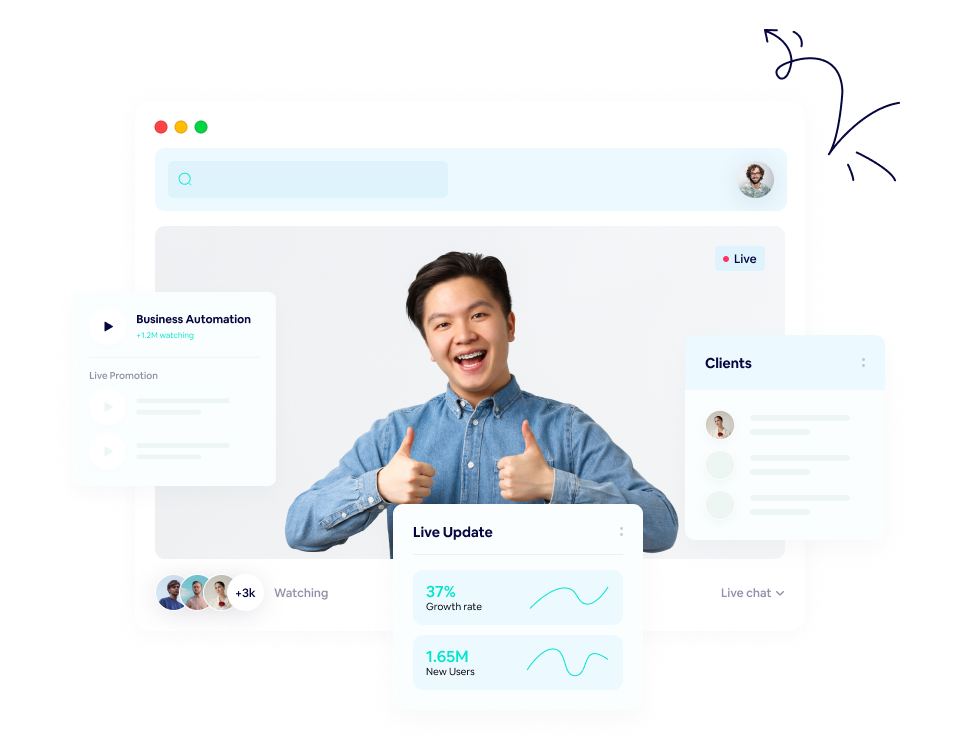 Live
Business Automation
+1.2M watching
Live Promotion
Clients
Live Update
37%
Growth rate
1.65M
New Users
+3k
Watching
Live chat